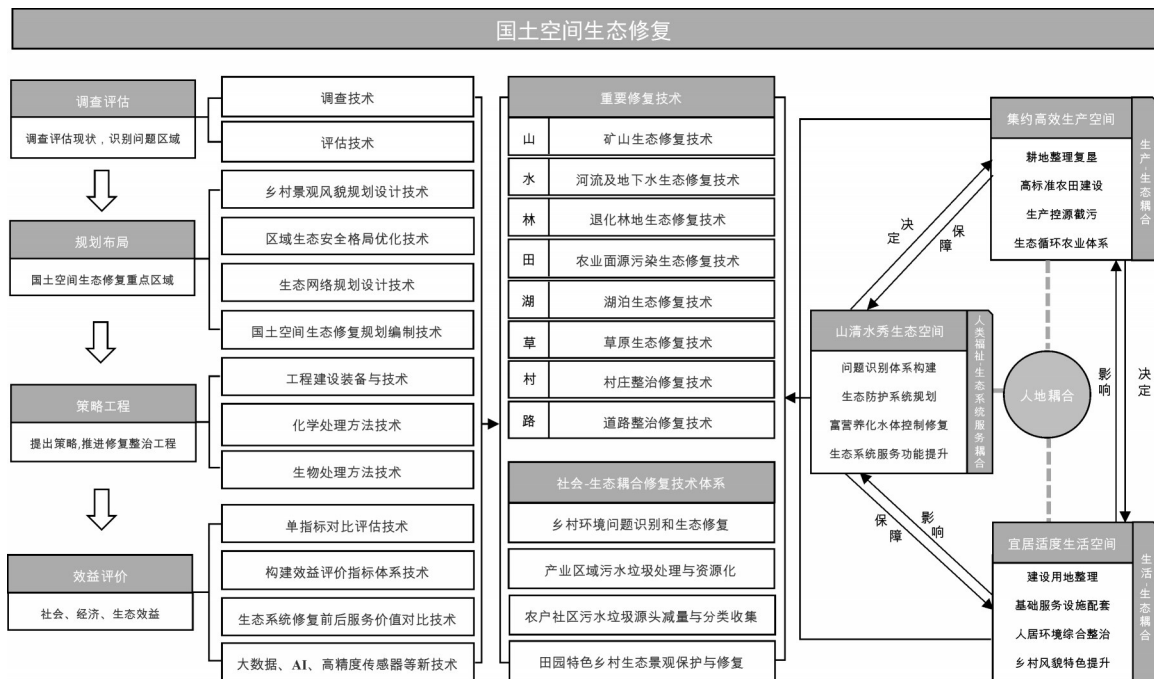 国土空间生态修复
调查评估
调查评估现状，识别问题区域
规划布局
国土空间生态修复重点区域
策略工程
提出策略,推进修复整治工程
效益评价
社会、经济、生态效益
调查技术
评估技术
乡村景观风貌规划设计技术
区域生态安全格局优化技术
生态网络规划设计技术
国土空间生态修复规划编制技术
工程建设装备与技术
化学处理方法技术
生物处理方法技术
单指标对比评估技术
构建效益评价指标体系技术
生态系统修复前后服务价值对比技术
大数据、AI、高精度传感器等新技术
重要修复技术
山 矿山生态修复技术
水 河流及地下水生态修复技术
林 退化林地生态修复技术
田 农业面源污染生态修复技术
湖 湖泊生态修复技术
草 草原生态修复技术
村 村庄整治修复技术
路 道路整治修复技术
社会-生态耦合修复技术体系
乡村环境问题识别和生态修复
产业区域污水垃圾处理与资源化
农户社区污水垃圾源头减量与分类收集
田园特色乡村生态景观保护与修复
山清水秀生态空间
问题识别体系构建
生态防护系统规划
富营养化水体控制修复
生态系统服务功能提升
人类福祉-生态系统服务耦合
决定
保障
保障
影响
集约高效生产空间
耕地整理复垦
高标准农田建设
生产控源截污
生态循环农业体系
生产-生态耦合
人地耦合
影响
决定
宜居适度生活空间
建设用地整理
基础服务设施配套
人居环境综合整治
乡村风貌特色提升
生活-生态耦合